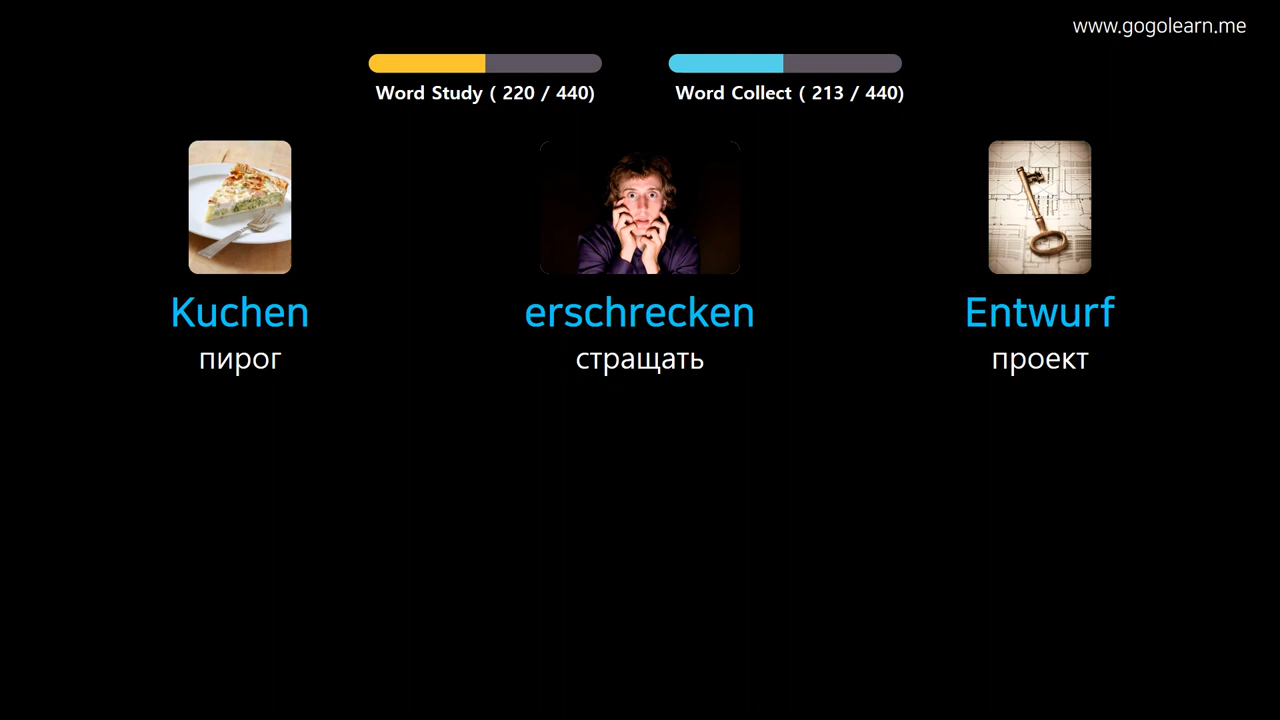 www.gogolearn.me
Word Study ( 220 / 440)
Word Collect ( 213 / 440)
Kuchen
пирог
erschrecken
стращать
Entwurf
проект